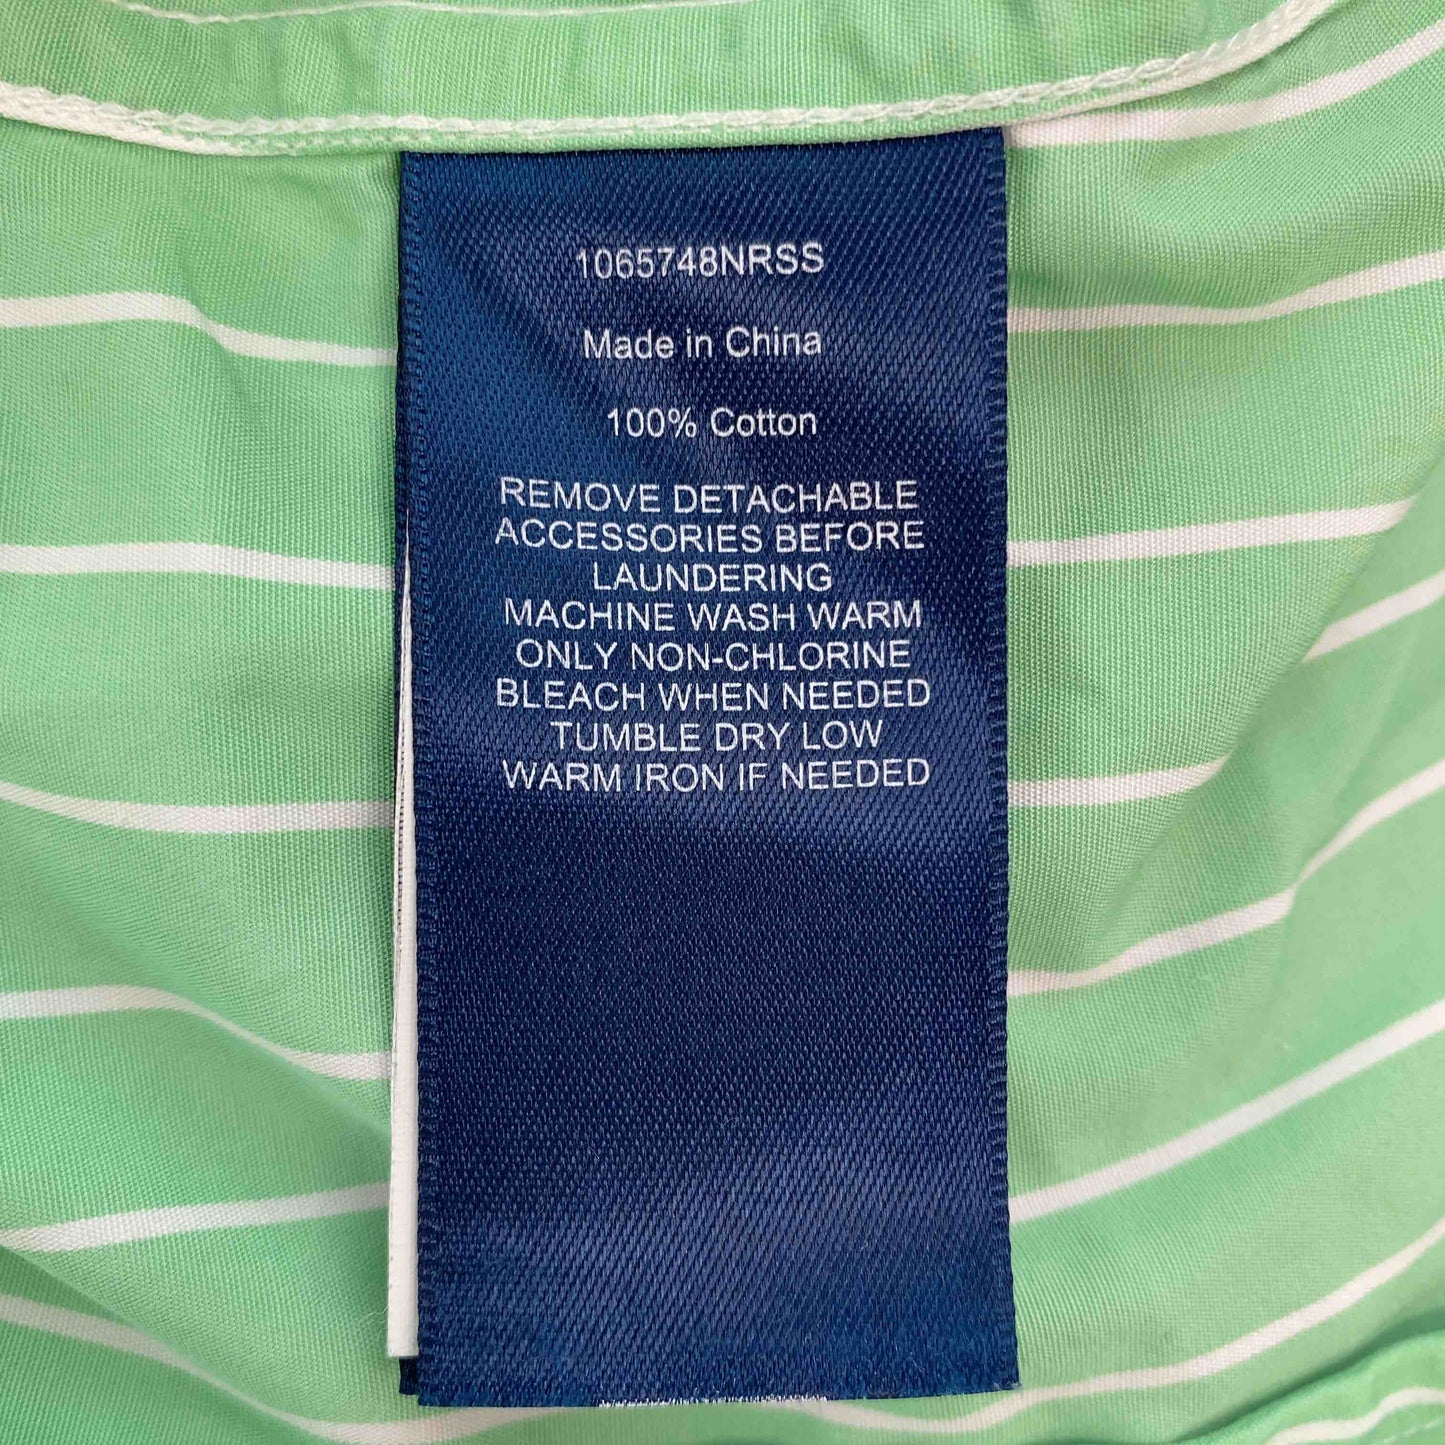 1065748NRSS
Made in China
100% Cotton
REMOVE DETACHABLE
ACCESSORIES BEFORE
LAUNDERING
MACHINE WASH WARM
ONLY NON-CHLORINE
BLEACH WHEN NEEDED
TUMBLE DRY LOW
WARM IRON IF NEEDED